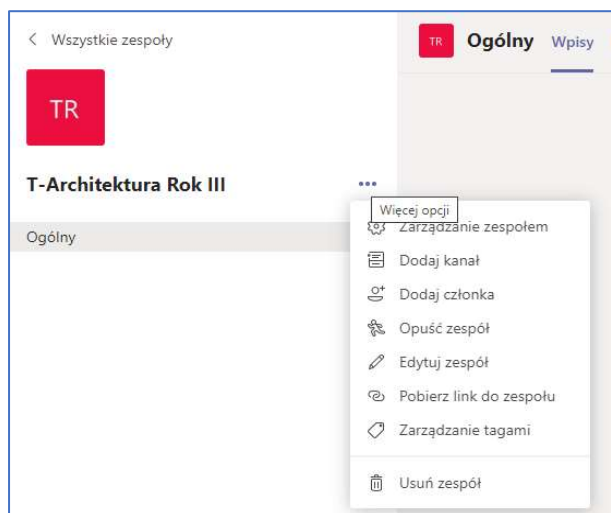 Wszystkie zespoły
TR Ogólny Wpisy
TR
T-Architektura Rok III
Więcej opcji
Ogólny
Zarządzanie zespołem
Dodaj kanał
Dodaj członka
Opuść zespół
Edytuj zespół
Pobierz link do zespołu
Zarządzanie tagami
Usuń zespół